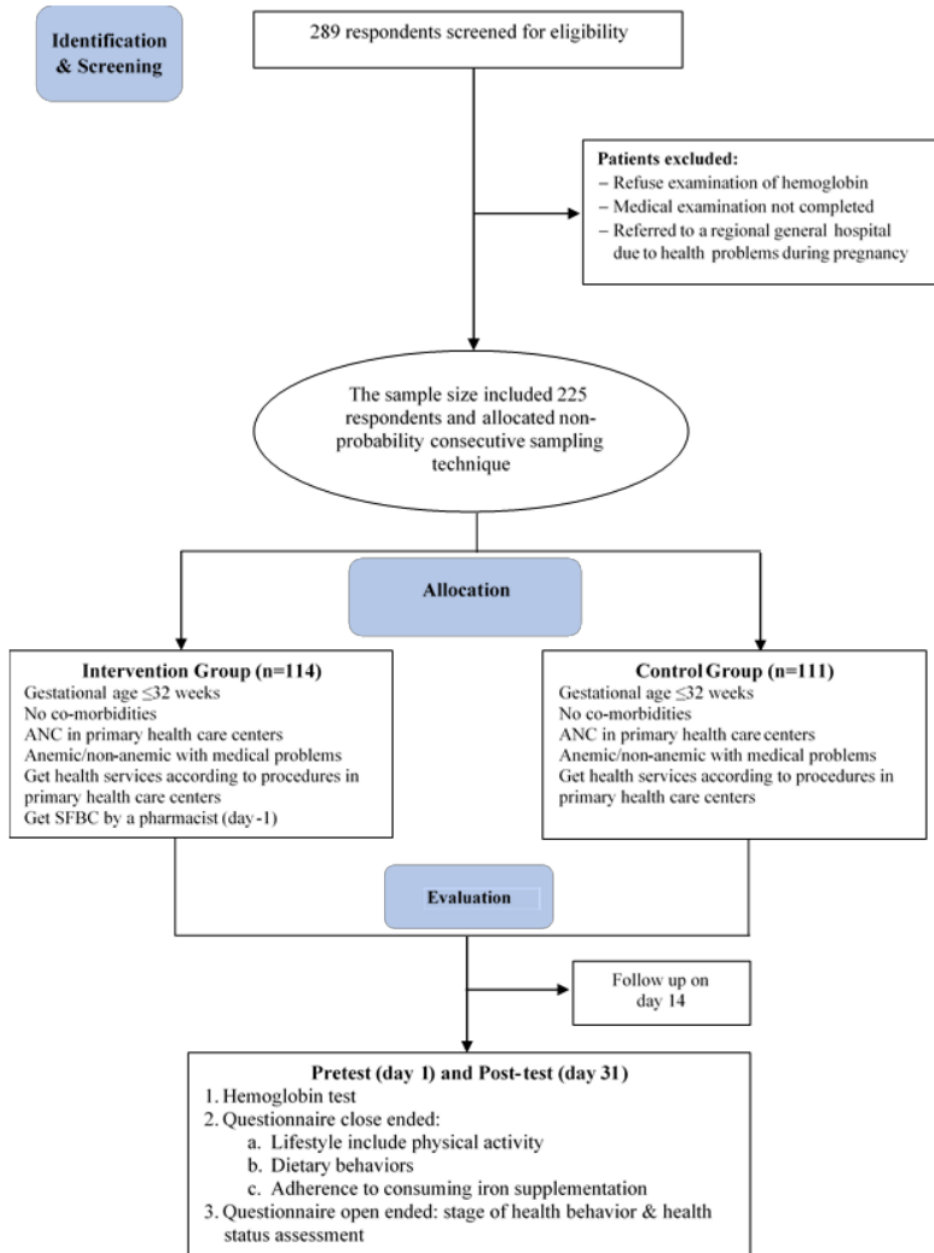 Identification
& Screening
289 respondents screened for eligibility
Patients excluded:
– Refuse examination of hemoglobin
– Medical examination not completed
– Referred to a regional general hospital
due to health problems during pregnancy
The sample size included 225
respondents and allocated non-
probability consecutive sampling
technique
Allocation
Intervention Group (n=114)
Gestational age ≤32 weeks
No co-morbidities
ANC in primary health care centers
Anemic/non-anemic with medical problems
Get health services according to procedures in
primary health care centers
Get SFBC by a pharmacist (day-1)
Control Group (n=111)
Gestational age ≤32 weeks
No co-morbidities
ANC in primary health care centers
Anemic/non-anemic with medical problems
Get health services according to procedures in
primary health care centers
Evaluation
Follow up on
day 14
Pretest (day 1) and Post-test (day 31)
1. Hemoglobin test
2. Questionnaire close ended:
a. Lifestyle include physical activity
b. Dietary behaviors
c. Adherence to consuming iron supplementation
3. Questionnaire open ended: stage of health behavior & health
status assessment